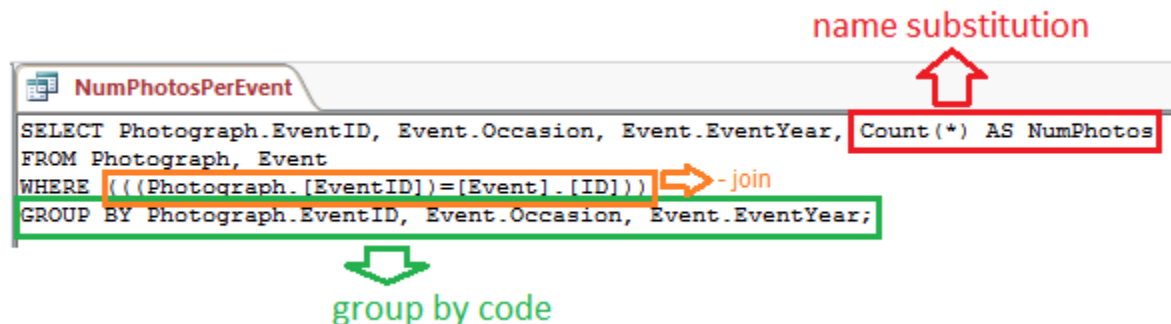 name substitution
NumPhotosPerEvent
SELECT Photograph.EventID, Event.Occasion, Event.EventYear, Count(*) AS NumPhotos
FROM Photograph, Event
WHERE (((Photograph.[EventID])=[Event].[ID])) - join
GROUP BY Photograph.EventID, Event.Occasion, Event.EventYear;
group by code